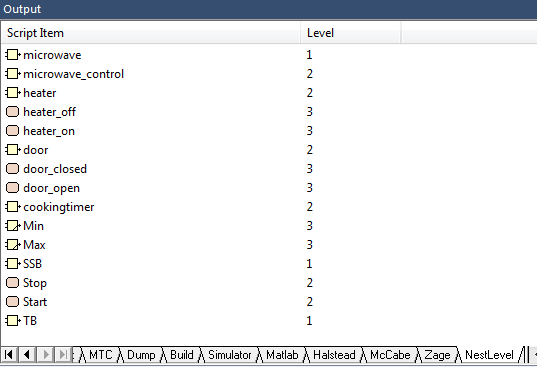 Output
Script Item Level
microwave 1
microwave_control 2
heater 2
heater_off 3
heater_on 3
door 2
door_closed 3
door_open 3
cookingtimer 2
Min 3
Max 3
SSB 1
Stop 2
Start 2
TB 1
MTC Dump Build Simulator Matlab Halstead McCabe Zage NestLevel